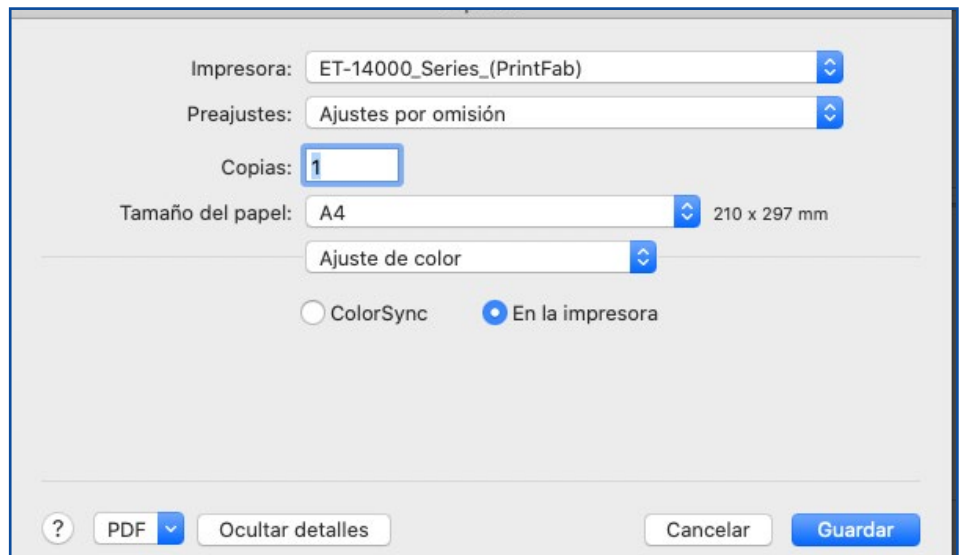 Impresora: ET-14000_Series_(PrintFab)
Preajustes: Ajustes por omisión
Copias: 1
Tamaño del papel: A4 210 x 297 mm
Ajuste de color
ColorSync En la impresora
? PDF Ocultar detalles Cancelar Guardar